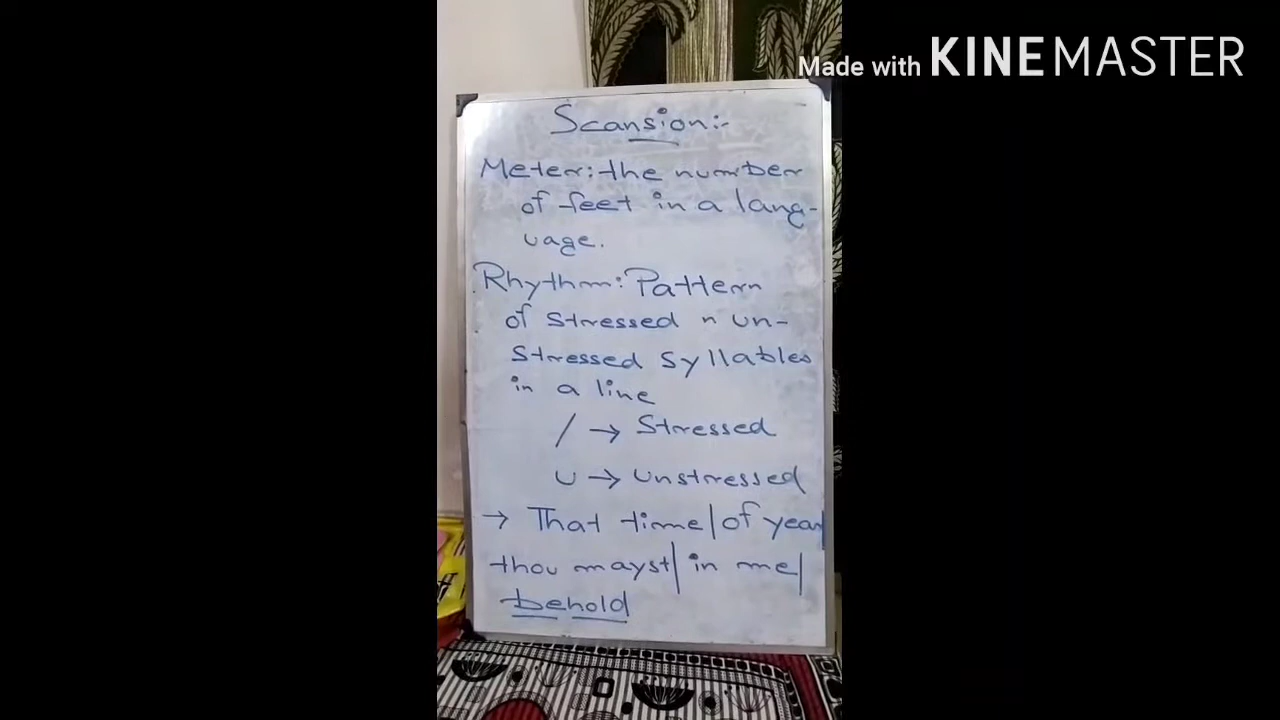 Made with KINEMASTER
Scansion:-
Meter: the number
of feet in a lang-
uage.
Rhythm: Pattern
of stressed n un-
stressed syllables
in a line
/ → Stressed
U → Unstressed
→ That time/of year/
thou mayst/in me/
behold